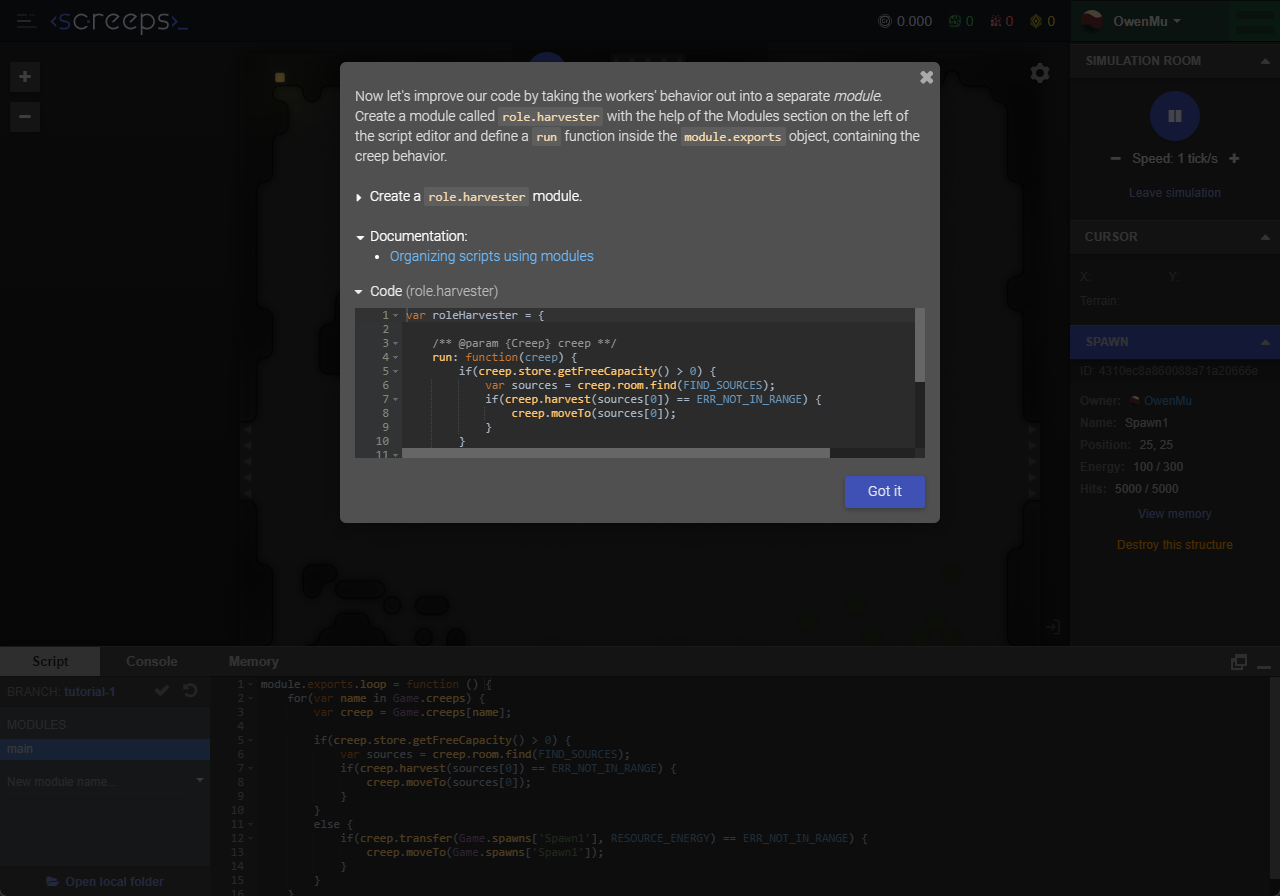 <screeps>_
0.000
0
0
0
OwenMu
Now let's improve our code by taking the workers' behavior out into a separate module.
Create a module called role.harvester with the help of the Modules section on the left of
the script editor and define a run function inside the module.exports object, containing the
creep behavior.
Create a role.harvester module.
Documentation:
Organizing scripts using modules
Code (role.harvester)
1 var roleHarvester = {
2
3 /** @param {Creep} creep **/
4 run: function(creep) {
5 if(creep.store.getFreeCapacity() > 0) {
6 var sources = creep.room.find(FIND_SOURCES);
7 if(creep.harvest(sources[0]) == ERR_NOT_IN_RANGE) {
8 creep.moveTo(sources[0]);
9 }
10 }
11
Got it
SIMULATION ROOM
Speed: 1 tick/s
Leave simulation
CURSOR
X: Y:
Terrain:
SPAWN
ID: 4310ec8a860088a71a20666e
Owner: OwenMu
Name: Spawn1
Position: 25, 25
Energy: 100 / 300
Hits: 5000 / 5000
View memory
Destroy this structure
Script Console Memory
BRANCH: tutorial-1
MODULES
main
New module name...
Open local folder
1 module.exports.loop = function () {
2 for(var name in Game.creeps) {
3 var creep = Game.creeps[name];
4
5 if(creep.store.getFreeCapacity() > 0) {
6 var sources = creep.room.find(FIND_SOURCES);
7 if(creep.harvest(sources[0]) == ERR_NOT_IN_RANGE) {
8 creep.moveTo(sources[0]);
9 }
10 }
11 else {
12 if(creep.transfer(Game.spawns['Spawn1'], RESOURCE_ENERGY) == ERR_NOT_IN_RANGE) {
13 creep.moveTo(Game.spawns['Spawn1']);
14 }
15 }
16 }